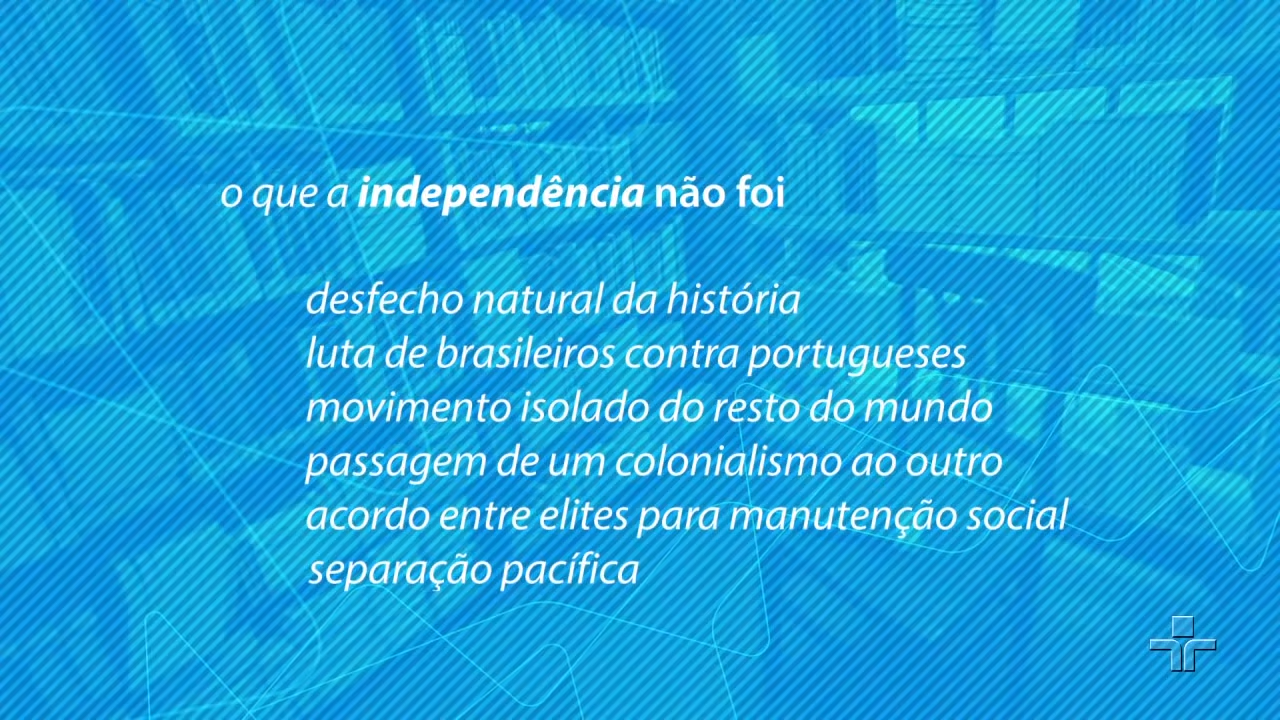 o que a independência não foi
desfecho natural da história
luta de brasileiros contra portugueses
movimento isolado do resto do mundo
passagem de um colonialismo ao outro
acordo entre elites para manutenção social
separação pacífica